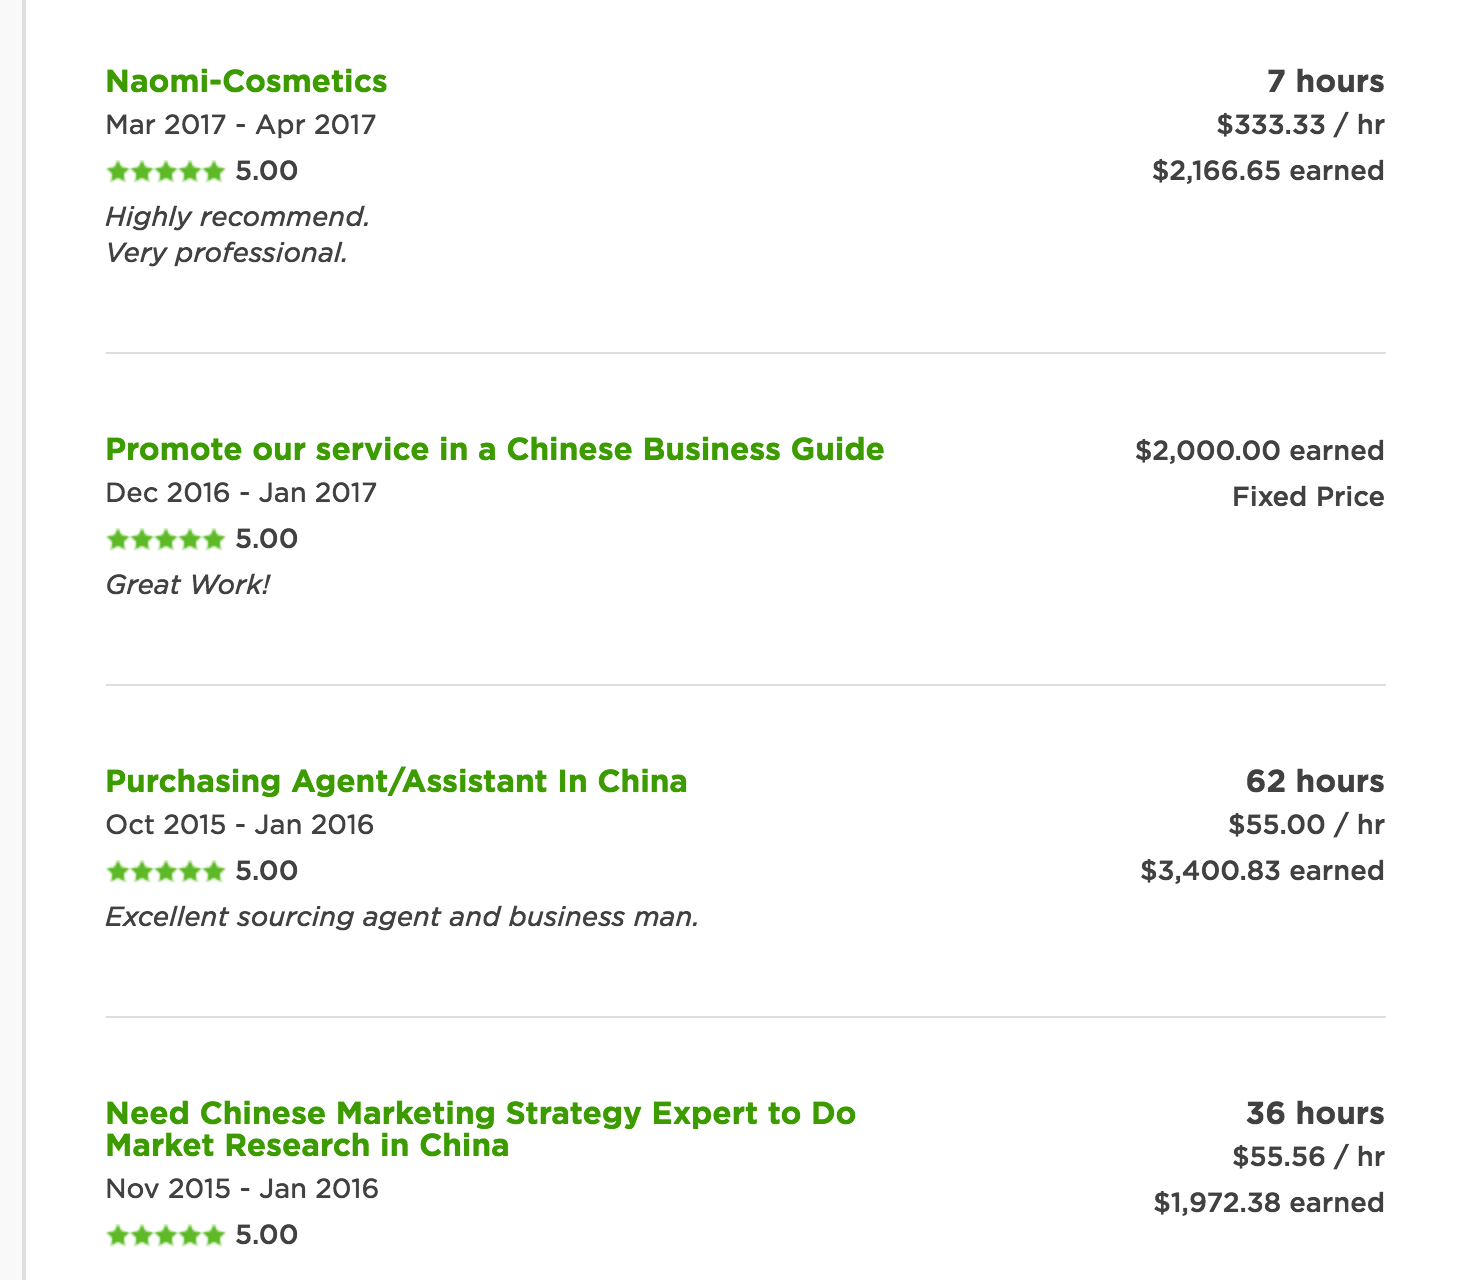 Naomi-Cosmetics
7 hours
Mar 2017 - Apr 2017
$333.33 / hr
5.00
$2,166.65 earned
Highly recommend.
Very professional.
Promote our service in a Chinese Business Guide
$2,000.00 earned
Dec 2016 - Jan 2017
Fixed Price
5.00
Great Work!
Purchasing Agent/Assistant In China
62 hours
Oct 2015 - Jan 2016
$55.00 / hr
5.00
$3,400.83 earned
Excellent sourcing agent and business man.
Need Chinese Marketing Strategy Expert to Do
Market Research in China
36 hours
Nov 2015 - Jan 2016
$55.56 / hr
5.00
$1,972.38 earned